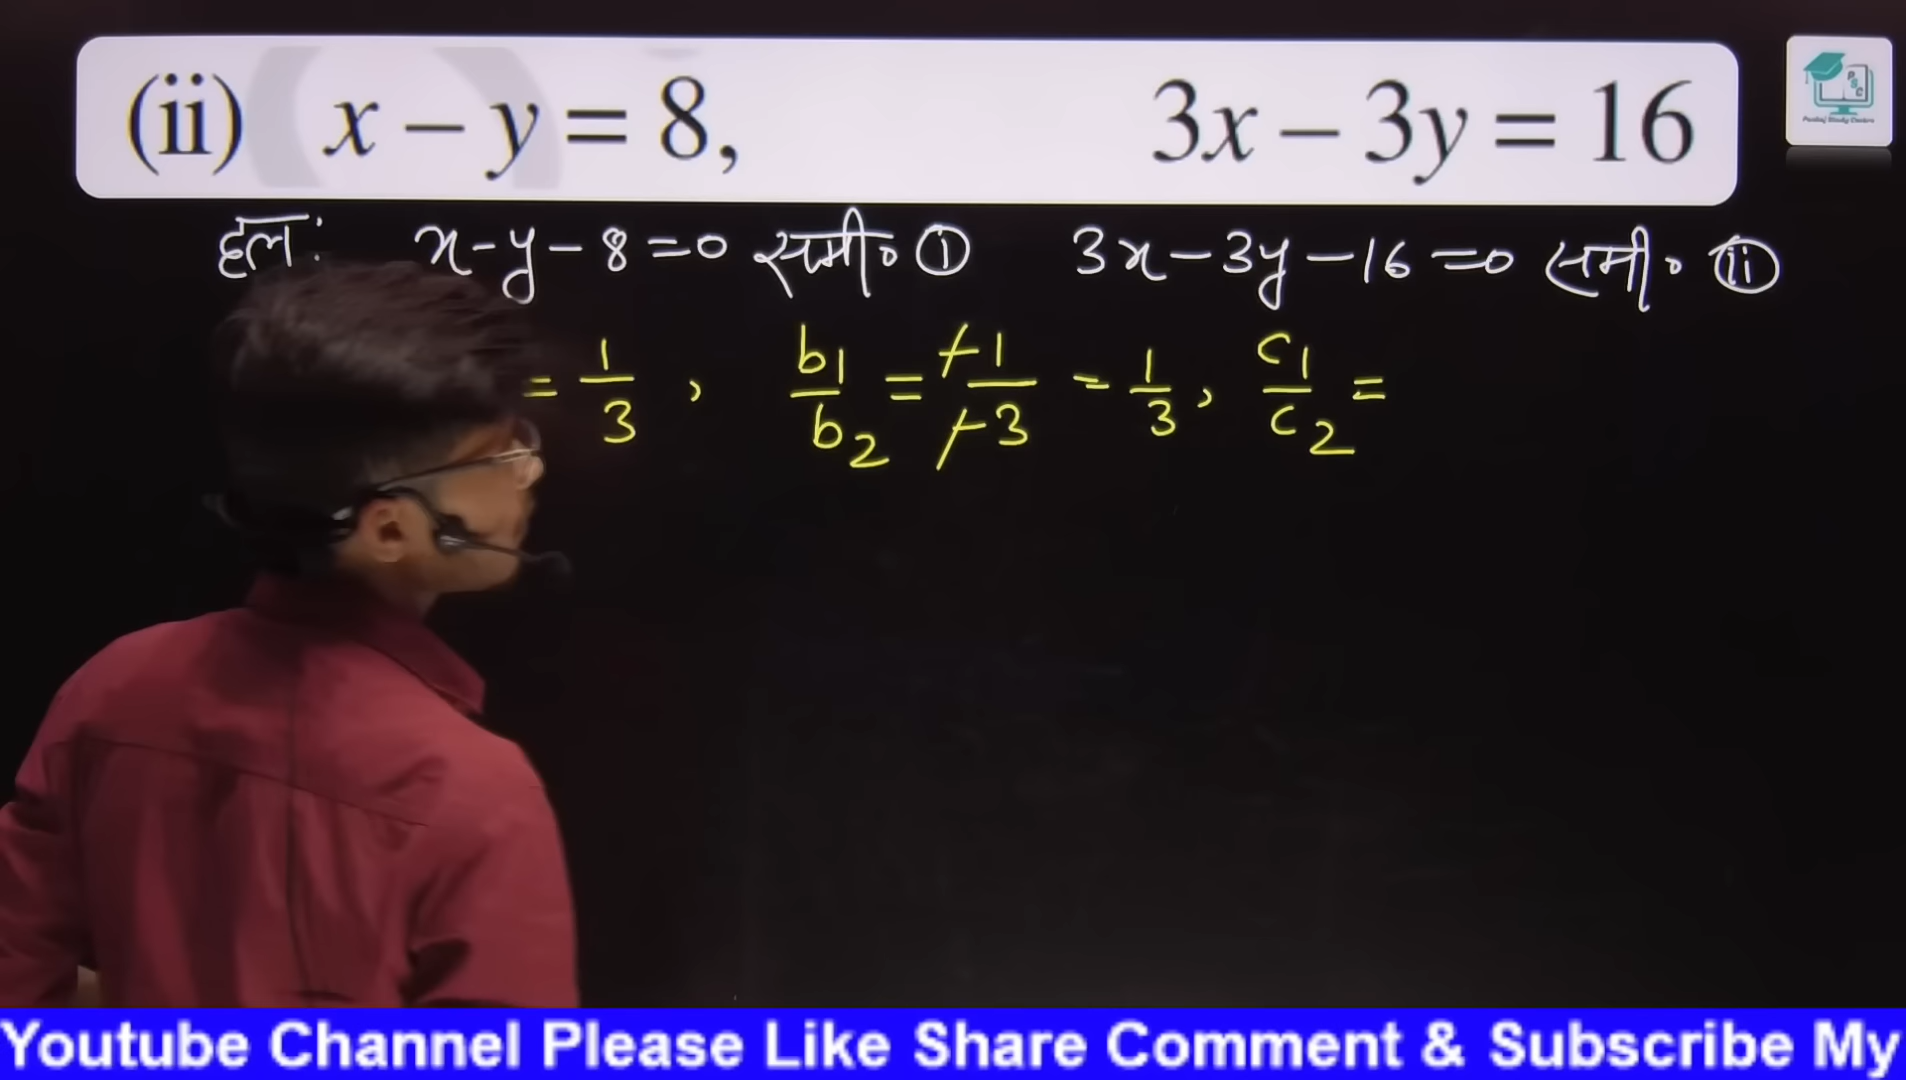 (ii) x – y = 8, 3x – 3y = 16
हल: x-y-8=0 समी० ① 3x-3y-16=0 समी० ⓘⓘ
= 1/3, b1/b2 = -1/-3 = 1/3, c1/c2 =
Youtube Channel Please Like Share Comment & Subscribe My